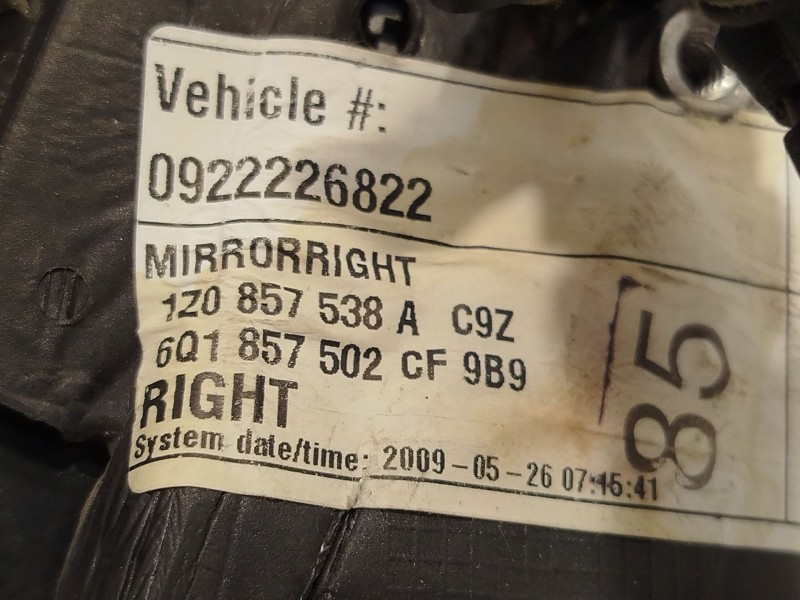 Vehicle #:
0922226822
MIRRORRIGHT
1Z0 857 538 A C9Z
6Q1 857 502 CF 9B9
RIGHT
System date/time: 2009-05-26 07:15:41
85